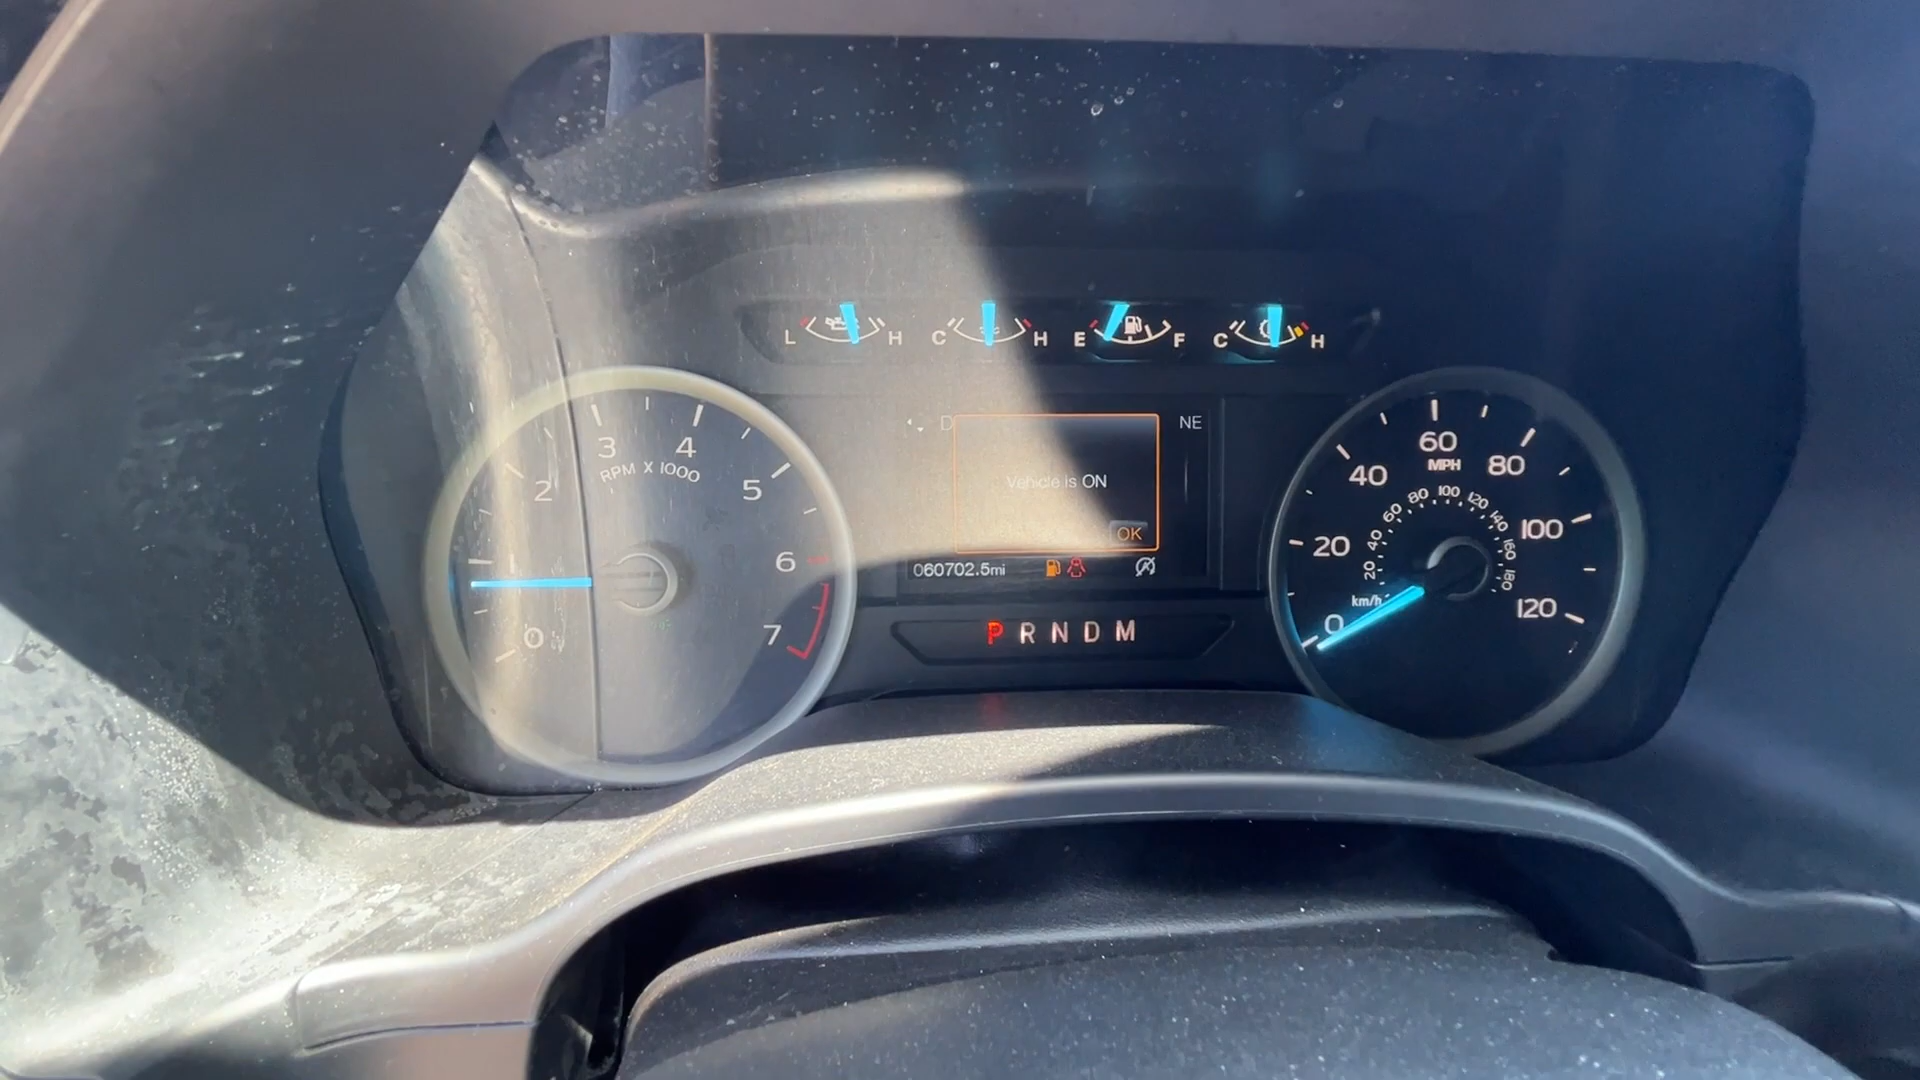 L H C H E F C H
D NE
Vehicle is ON
OK
060702.5mi
P R N D M
0 2 3 4 5 6 7
RPM X 1000
0 20 40 60 80 100 120
MPH
20 40 60 80 100 120 140 160 180
km/h